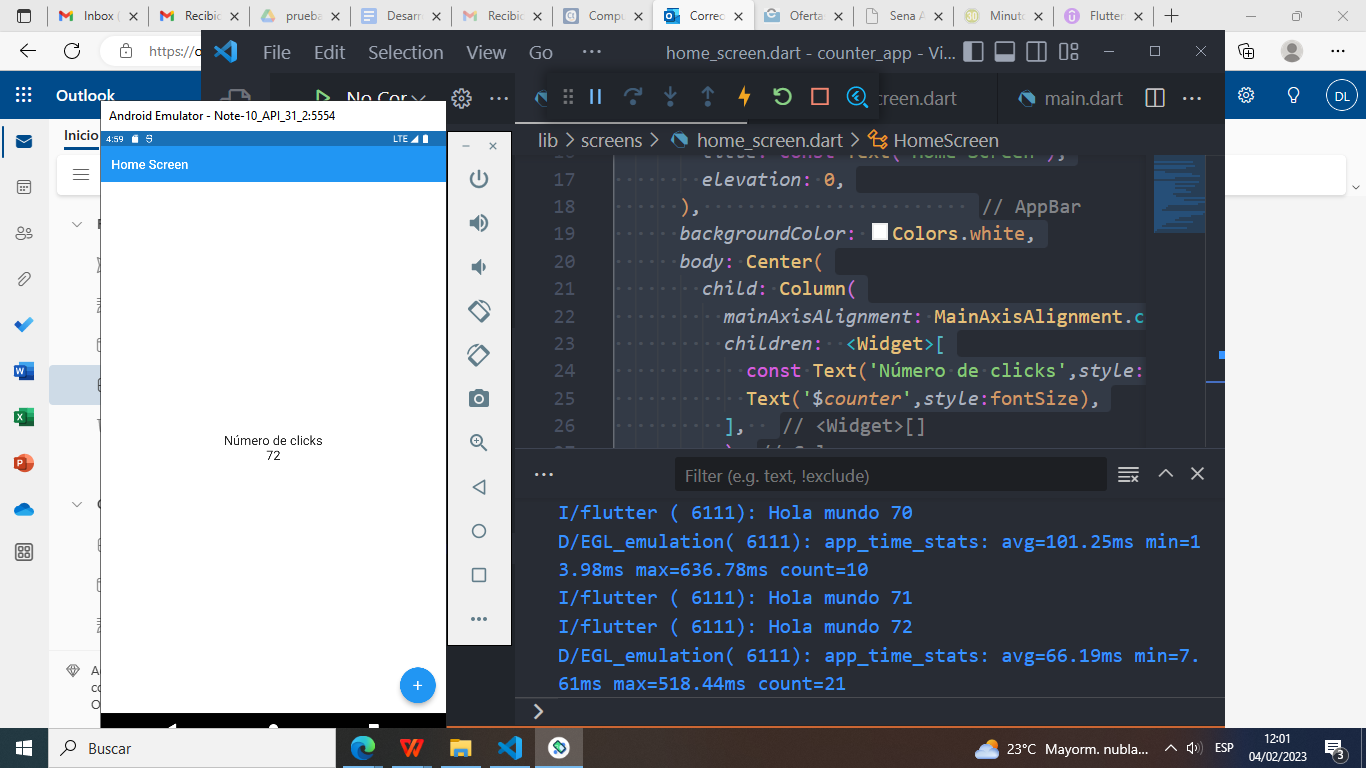 Inbox (
Recibic
prueba
Desarr
Recibic
Compu
Correc
Oferta
Sena A
Minuto
Flutter
https://o
File Edit Selection View Go ···
home_screen.dart - counter_app - Vi...
Outlook
DL
No Cor
creen.dart
main.dart
Inicio
Android Emulator - Note-10_API_31_2:5554
4:59
LTE
Home Screen
Número de clicks
72
+
lib > screens > home_screen.dart > HomeScreen
17 elevation: 0,
18 ), // AppBar
19 backgroundColor: Colors.white,
20 body: Center(
21 child: Column(
22 mainAxisAlignment: MainAxisAlignment.c
23 children: <Widget>[
24 const Text('Número de clicks',style:
25 Text('$counter',style:fontSize),
26 ], // <Widget>[]
Filter (e.g. text, !exclude)
I/flutter ( 6111): Hola mundo 70
D/EGL_emulation( 6111): app_time_stats: avg=101.25ms min=1
3.98ms max=636.78ms count=10
I/flutter ( 6111): Hola mundo 71
I/flutter ( 6111): Hola mundo 72
D/EGL_emulation( 6111): app_time_stats: avg=66.19ms min=7.
61ms max=518.44ms count=21
Buscar
23°C Mayorm. nubla...
ESP
12:01
04/02/2023
3